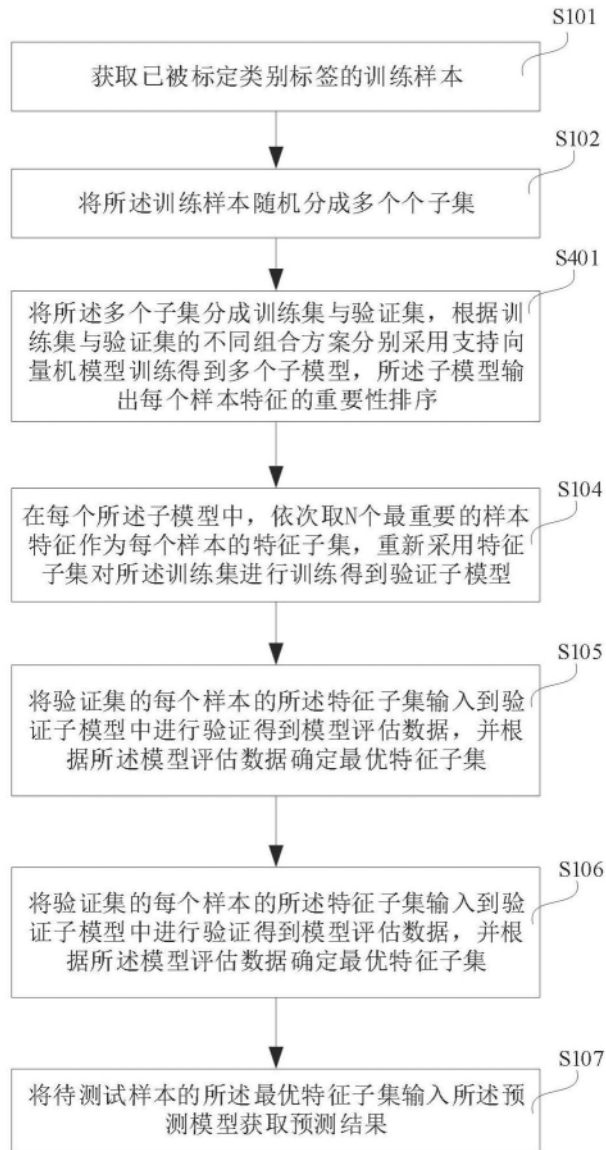 S101
获取已被标定类别标签的训练样本
S102
将所述训练样本随机分成多个个子集
S401
将所述多个子集分成训练集与验证集，根据训
练集与验证集的不同组合方案分别采用支持向
量机模型训练得到多个子模型，所述子模型输
出每个样本特征的重要性排序
S104
在每个所述子模型中，依次取N个最重要的样本
特征作为每个样本的特征子集，重新采用特征
子集对所述训练集进行训练得到验证子模型
S105
将验证集的每个样本的所述特征子集输入到验
证子模型中进行验证得到模型评估数据，并根
据所述模型评估数据确定最优特征子集
S106
将验证集的每个样本的所述特征子集输入到验
证子模型中进行验证得到模型评估数据，并根
据所述模型评估数据确定最优特征子集
S107
将待测试样本的所述最优特征子集输入所述预
测模型获取预测结果